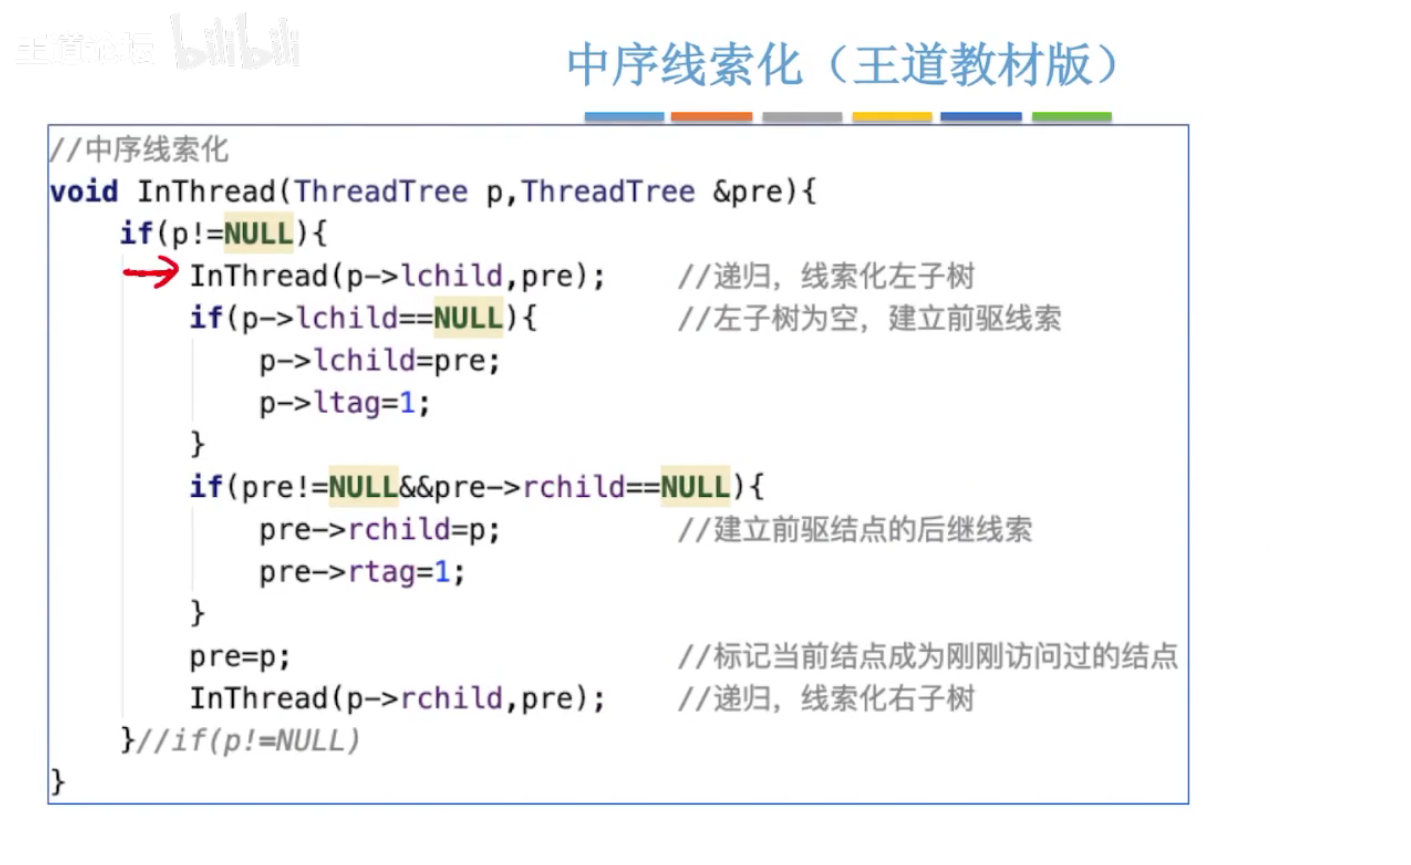 王道论坛 bilibili
中序线索化（王道教材版）
//中序线索化
void InThread(ThreadTree p,ThreadTree &pre){
if(p!=NULL){
InThread(p->lchild,pre); //递归，线索化左子树
if(p->lchild==NULL){ //左子树为空，建立前驱线索
p->lchild=pre;
p->ltag=1;
}
if(pre!=NULL&&pre->rchild==NULL){
pre->rchild=p; //建立前驱结点的后继线索
pre->rtag=1;
}
pre=p; //标记当前结点成为刚刚访问过的结点
InThread(p->rchild,pre); //递归，线索化右子树
}//if(p!=NULL)
}